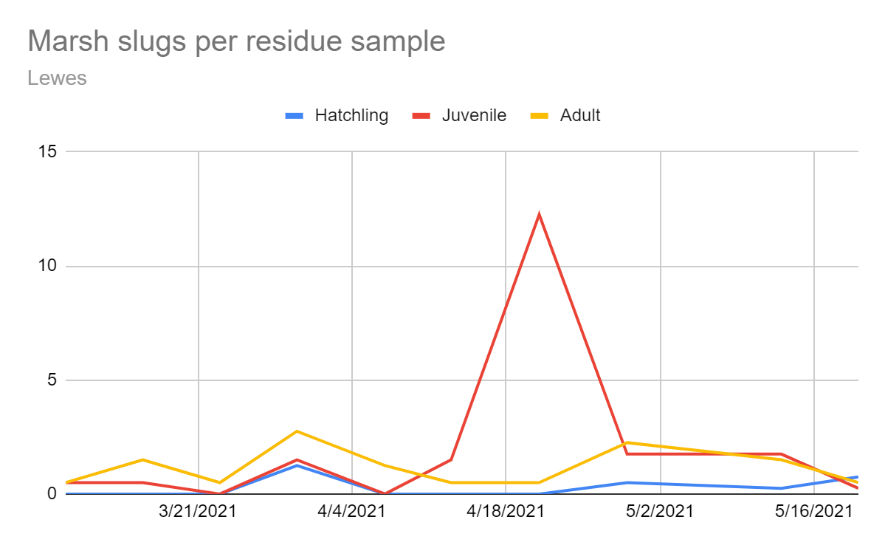 Marsh slugs per residue sample
Lewes
Hatchling Juvenile Adult
15
10
5
0
3/21/2021 4/4/2021 4/18/2021 5/2/2021 5/16/2021